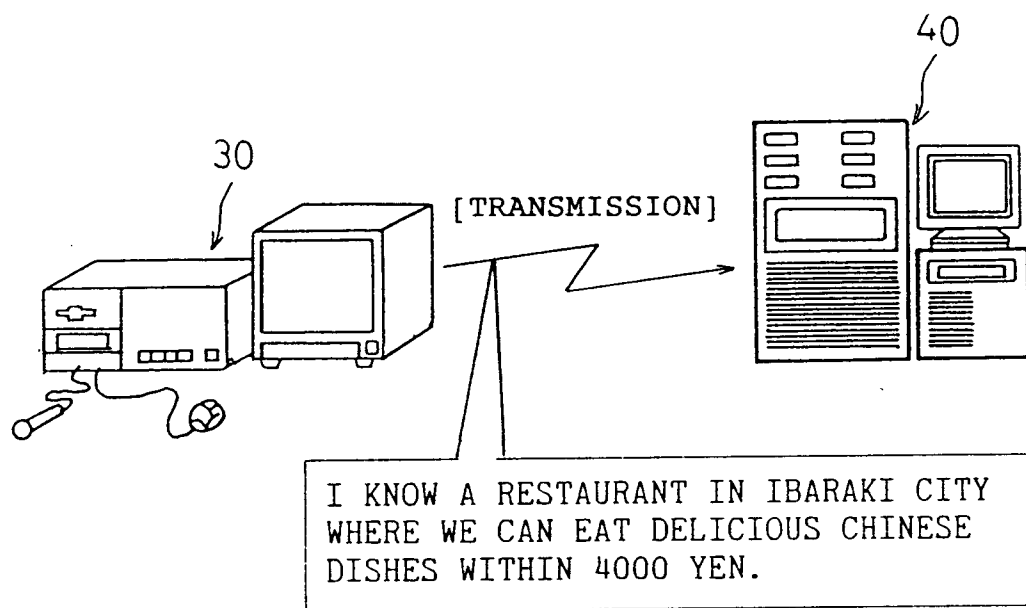 40
30
[TRANSMISSION]
I KNOW A RESTAURANT IN IBARAKI CITY
WHERE WE CAN EAT DELICIOUS CHINESE
DISHES WITHIN 4000 YEN.